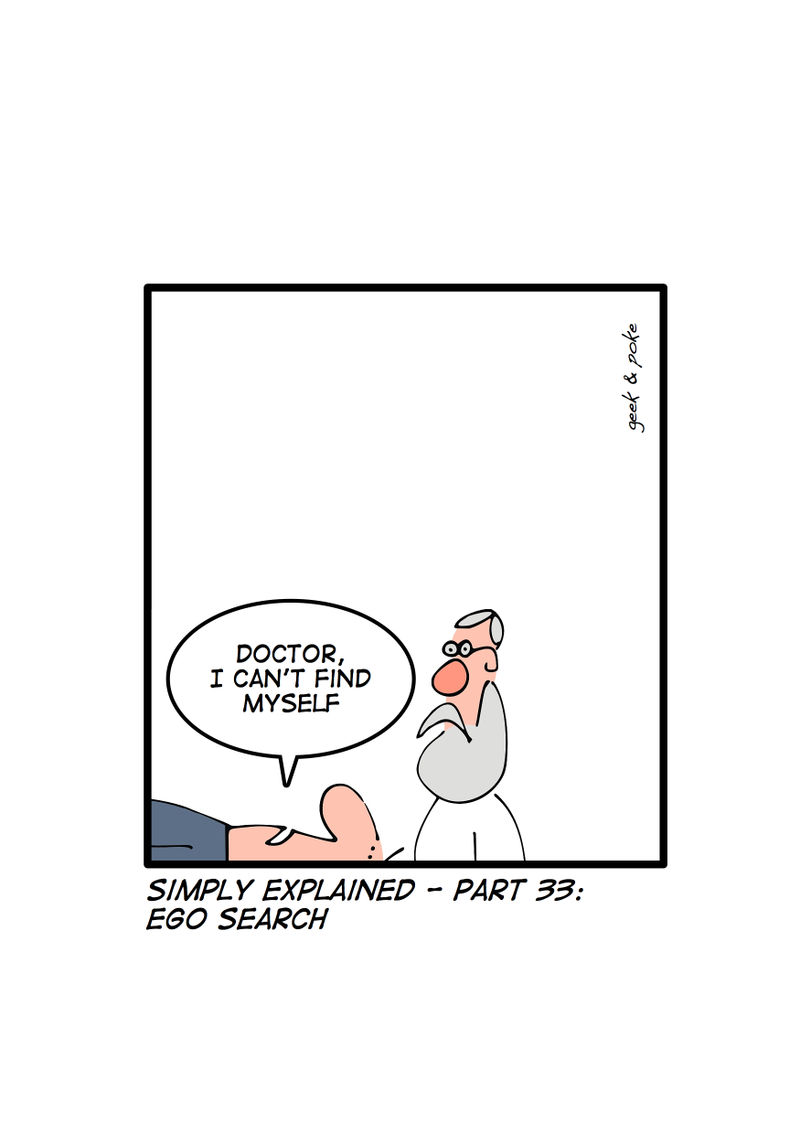 geek & poke
DOCTOR,
I CAN'T FIND
MYSELF
SIMPLY EXPLAINED - PART 33:
EGO SEARCH